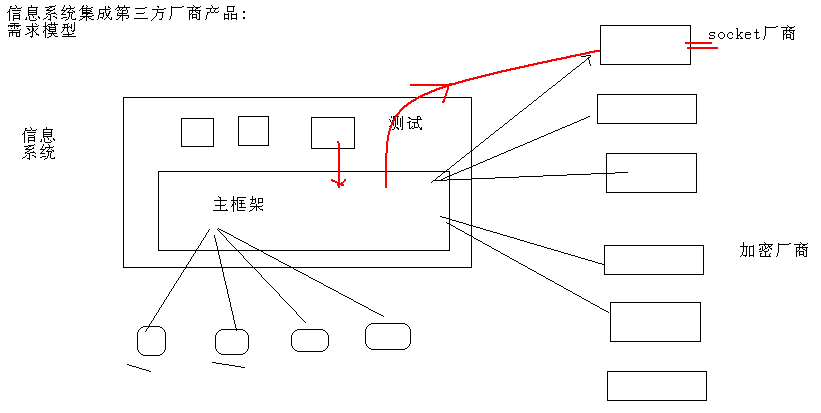 信息系统集成第三方厂商产品:
需求模型
socket厂商
测试
信息
系统
主框架
加密厂商